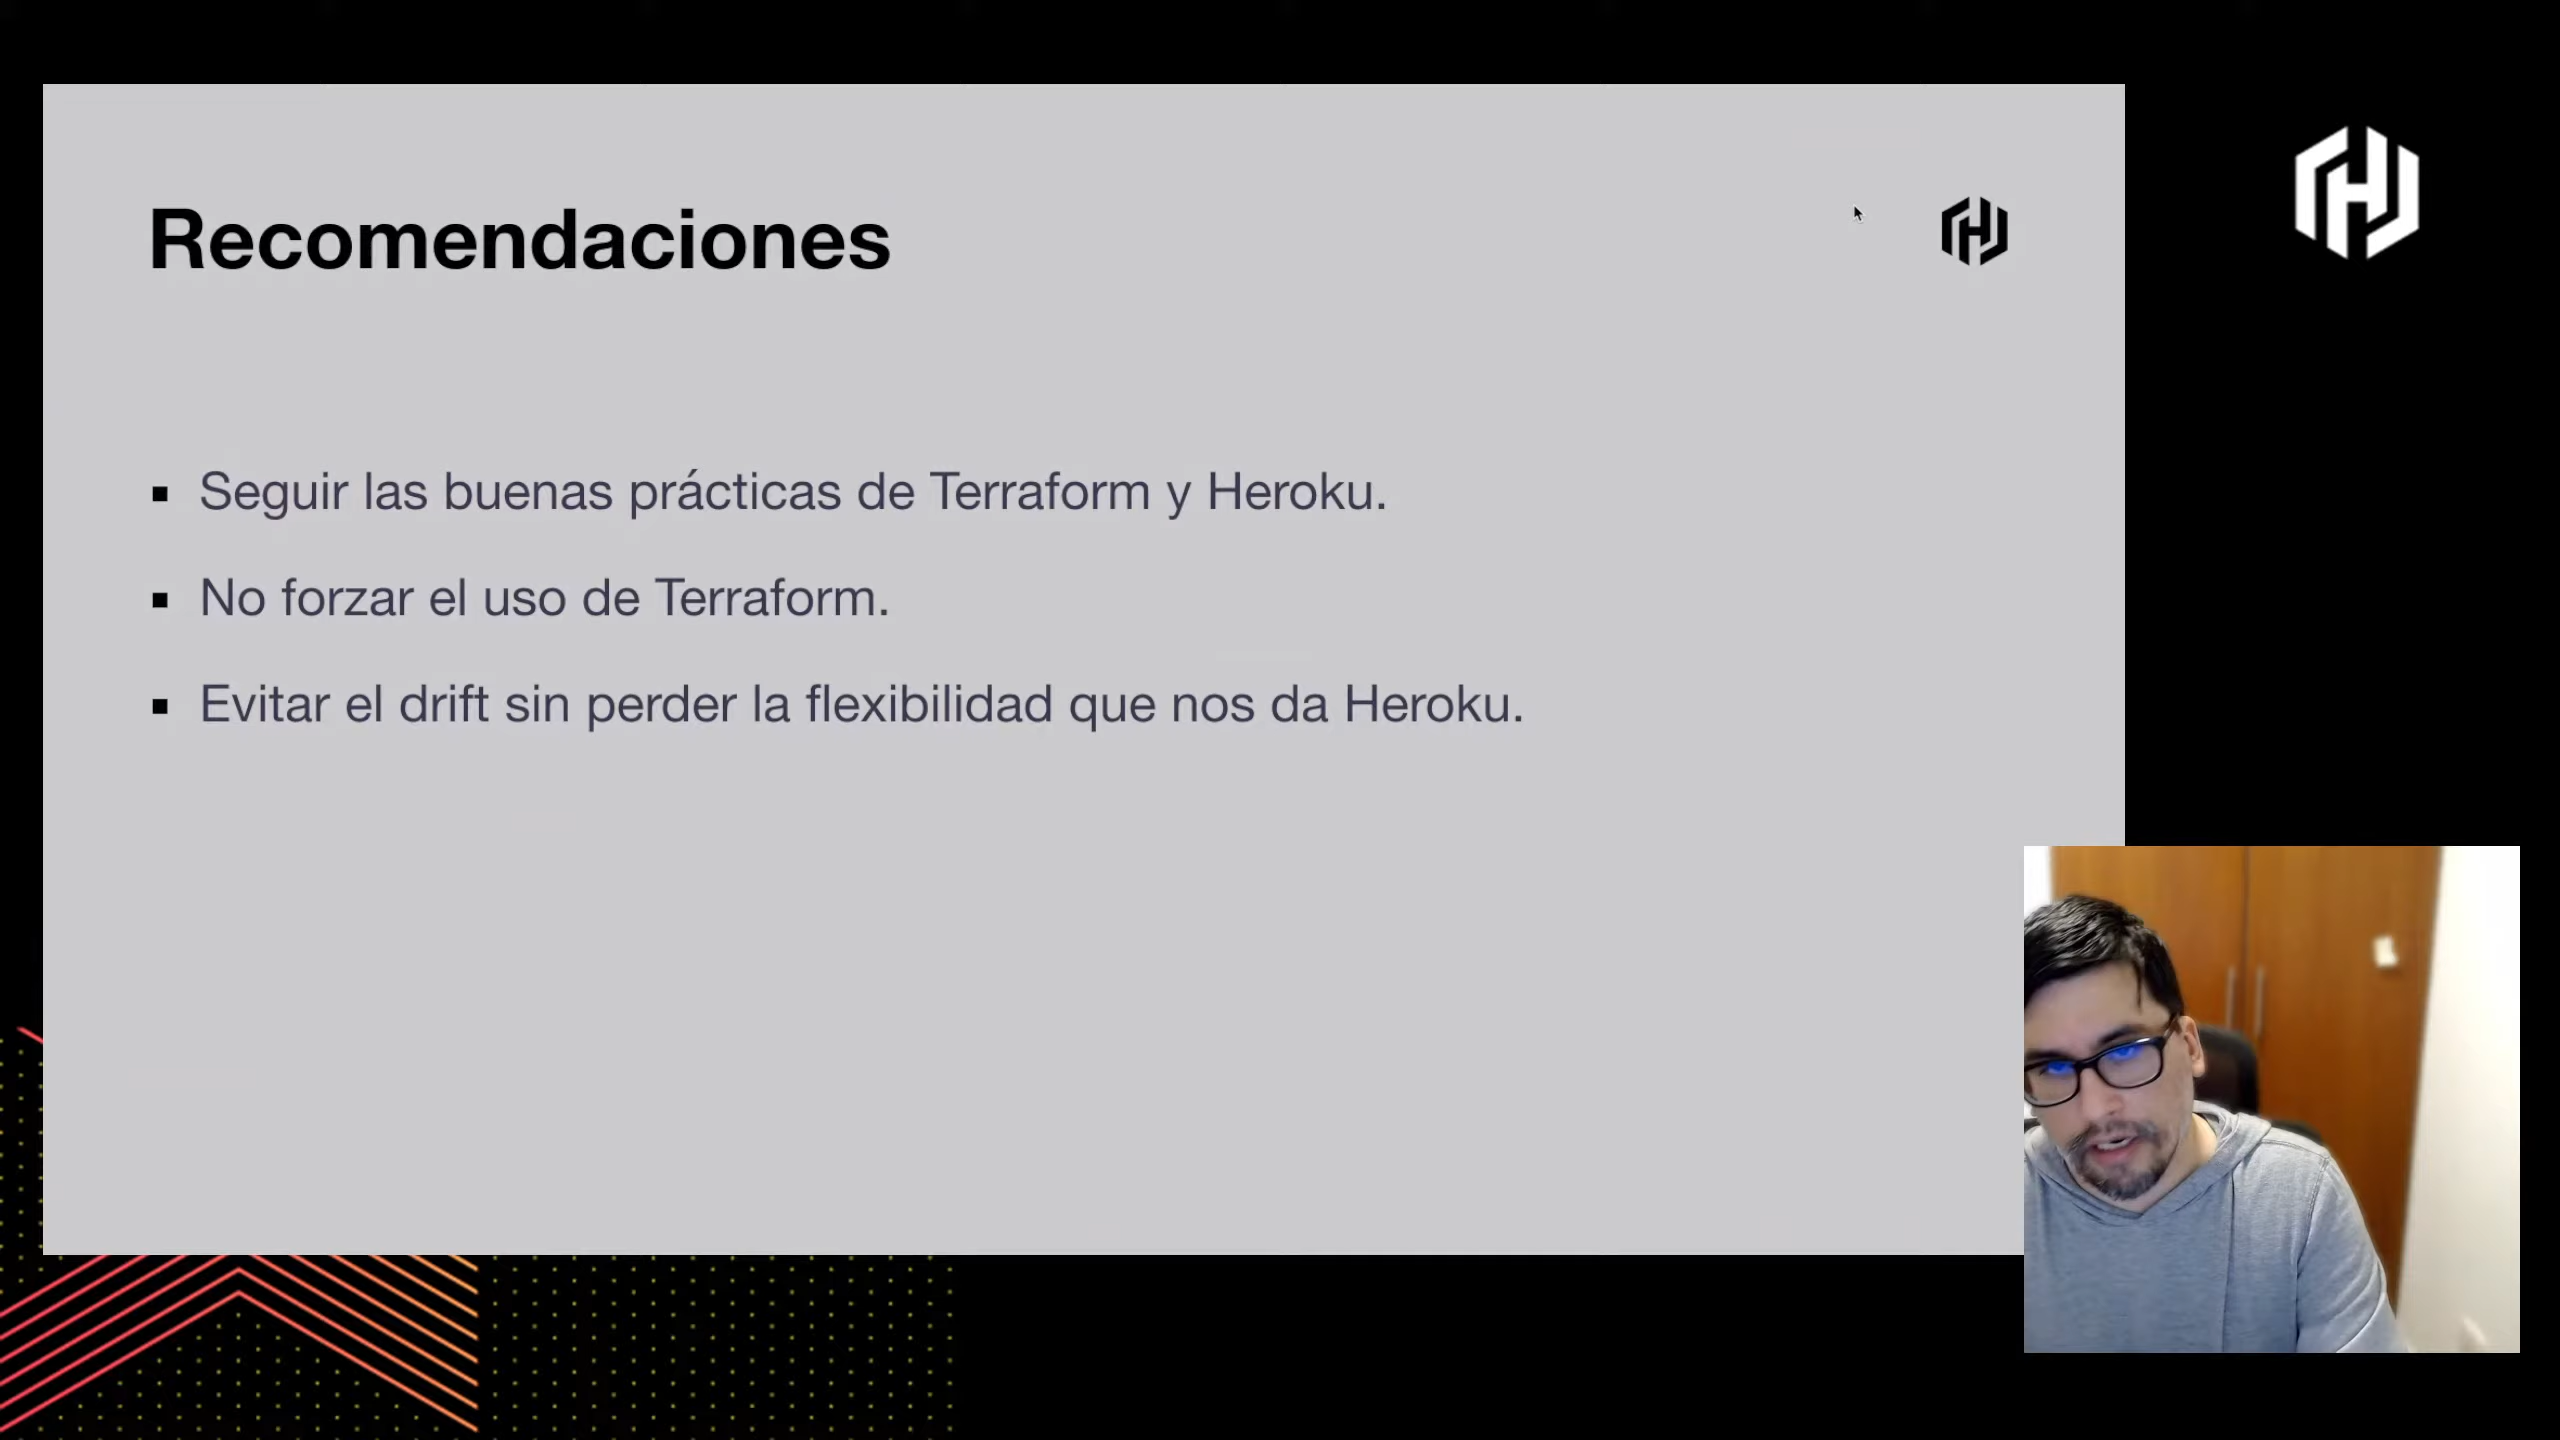 Recomendaciones
Seguir las buenas prácticas de Terraform y Heroku.
No forzar el uso de Terraform.
Evitar el drift sin perder la flexibilidad que nos da Heroku.